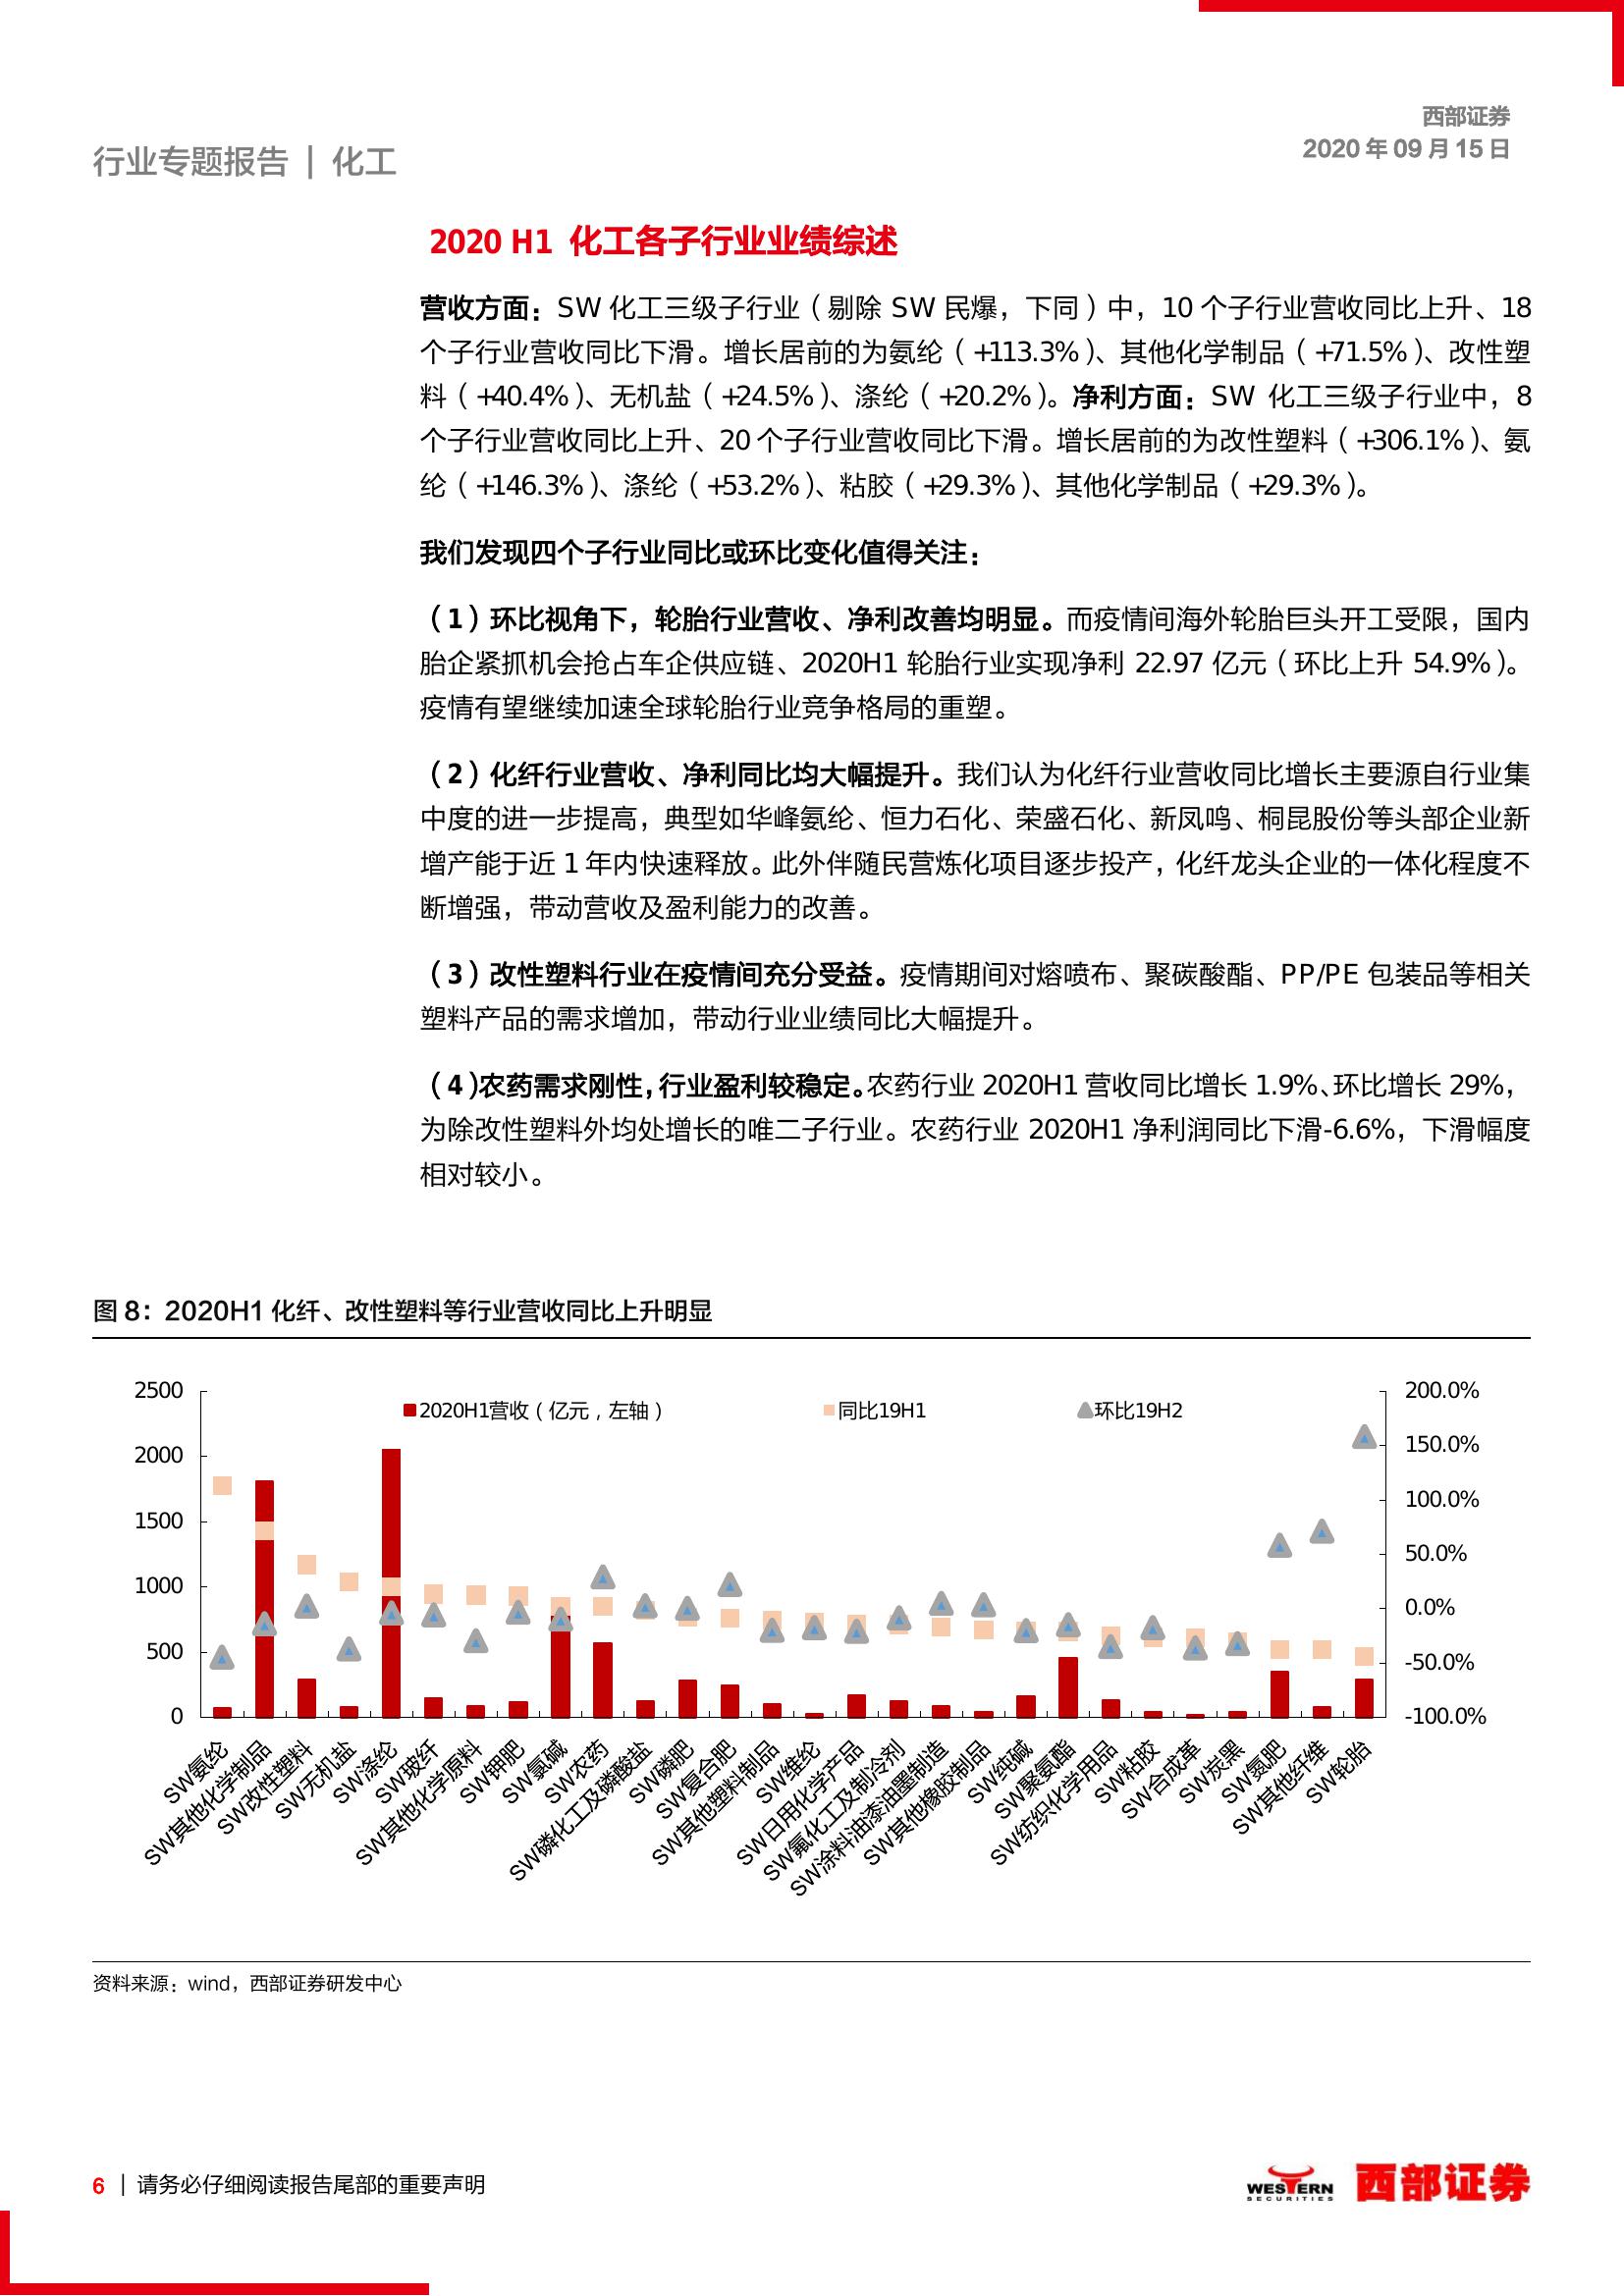 西部证券
2020 年 09 月 15 日
行业专题报告 | 化工
2020 H1 化工各子行业业绩综述
营收方面：SW 化工三级子行业（剔除 SW 民爆，下同）中，10 个子行业营收同比上升、18
个子行业营收同比下滑。增长居前的为氨纶（+113.3%）、其他化学制品（+71.5%）、改性塑
料（+40.4%）、无机盐（+24.5%）、涤纶（+20.2%）。净利方面：SW 化工三级子行业中，8
个子行业营收同比上升、20 个子行业营收同比下滑。增长居前的为改性塑料（+306.1%）、氨
纶（+146.3%）、涤纶（+53.2%）、粘胶（+29.3%）、其他化学制品（+29.3%）。
我们发现四个子行业同比或环比变化值得关注：
（1）环比视角下，轮胎行业营收、净利改善均明显。而疫情间海外轮胎巨头开工受限，国内
胎企紧抓机会抢占车企供应链、2020H1 轮胎行业实现净利 22.97 亿元（环比上升 54.9%）。
疫情有望继续加速全球轮胎行业竞争格局的重塑。
（2）化纤行业营收、净利同比均大幅提升。我们认为化纤行业营收同比增长主要源自行业集
中度的进一步提高，典型如华峰氨纶、恒力石化、荣盛石化、新凤鸣、桐昆股份等头部企业新
增产能于近 1 年内快速释放。此外伴随民营炼化项目逐步投产，化纤龙头企业的一体化程度不
断增强，带动营收及盈利能力的改善。
（3）改性塑料行业在疫情间充分受益。疫情期间对熔喷布、聚碳酸酯、PP/PE 包装品等相关
塑料产品的需求增加，带动行业业绩同比大幅提升。
（4）农药需求刚性，行业盈利较稳定。农药行业 2020H1 营收同比增长 1.9%、环比增长 29%，
为除改性塑料外均处增长的唯二子行业。农药行业 2020H1 净利润同比下滑-6.6%，下滑幅度
相对较小。
图 8：2020H1 化纤、改性塑料等行业营收同比上升明显
2020H1营收（亿元，左轴） 同比19H1 环比19H2
2500
2000
1500
1000
500
0
200.0%
150.0%
100.0%
50.0%
0.0%
-50.0%
-100.0%
SW氨纶
SW其他化学制品
SW改性塑料
SW无机盐
SW涤纶
SW玻纤
SW其他化学原料
SW钾肥
SW氯碱
SW农药
SW磷化工及磷酸盐
SW磷肥
SW复合肥
SW其他塑料制品
SW维纶
SW日用化学产品
SW氟化工及制冷剂
SW涂料油漆油墨制造
SW其他橡胶制品
SW纯碱
SW聚氨酯
SW纺织化学用品
SW粘胶
SW合成革
SW炭黑
SW氮肥
SW其他纤维
SW轮胎
资料来源：wind，西部证券研发中心
6 | 请务必仔细阅读报告尾部的重要声明
WESTERN
SECURITIES
西部证券